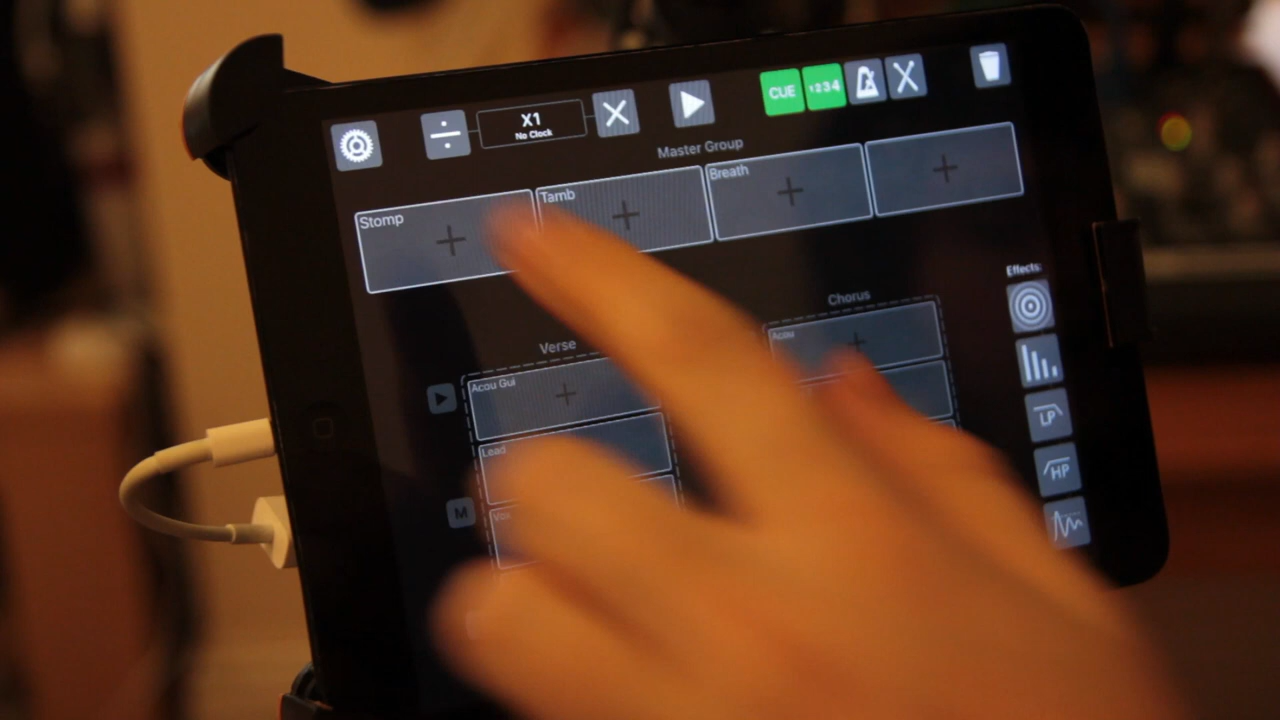 X1
No Clock
CUE
1234
Master Group
Stomp
Tamb
Breath
Effects:
Chorus
Acou
Verse
Acou Gui
Lead
M
Vox
LP
HP